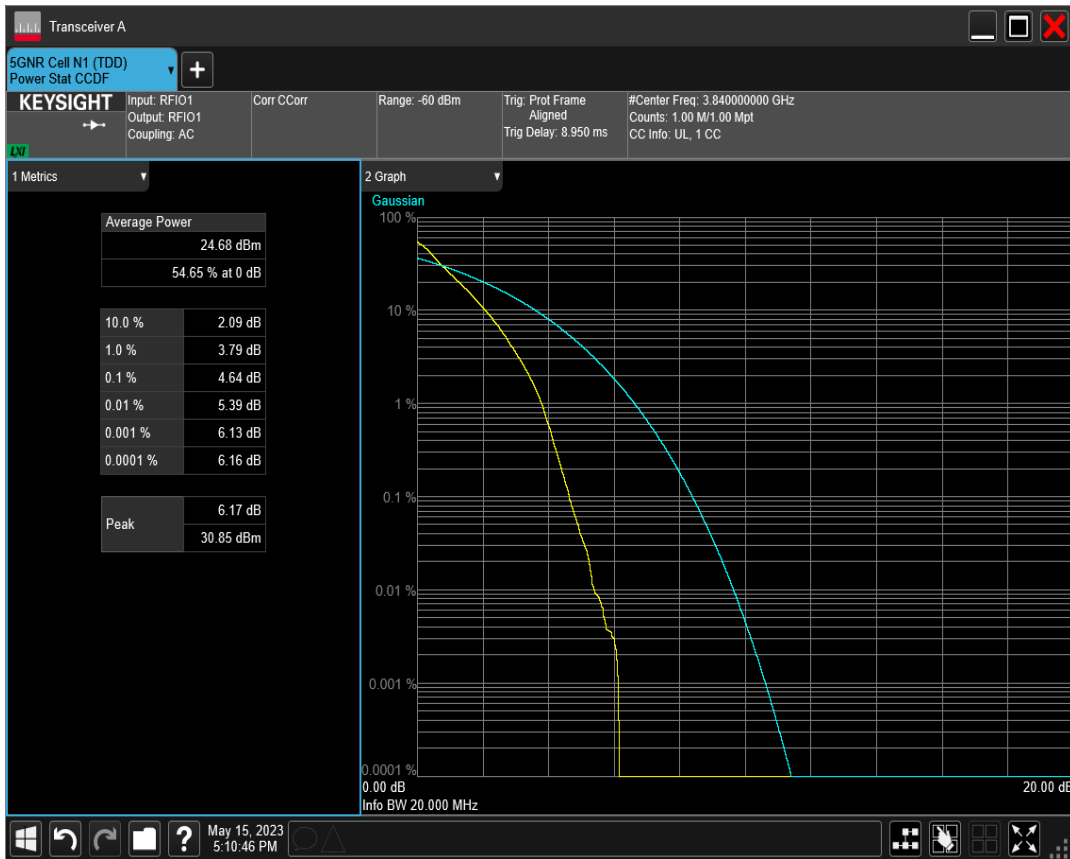 Transceiver A
5GNR Cell N1 (TDD)
Power Stat CCDF
+
KEYSIGHT
LXI
Input: RFIO1
Output: RFIO1
Coupling: AC
Corr CCorr
Range: -60 dBm
Trig: Prot Frame
Aligned
Trig Delay: 8.950 ms
#Center Freq: 3.840000000 GHz
Counts: 1.00 M/1.00 Mpt
CC Info: UL, 1 CC
1 Metrics
Average Power
24.68 dBm
54.65 % at 0 dB
10.0 % 2.09 dB
1.0 % 3.79 dB
0.1 % 4.64 dB
0.01 % 5.39 dB
0.001 % 6.13 dB
0.0001 % 6.16 dB
Peak 6.17 dB
30.85 dBm
2 Graph
Gaussian
100 %
10 %
1 %
0.1 %
0.01 %
0.001 %
0.0001 %
0.00 dB 20.00 dB
Info BW 20.000 MHz
?
May 15, 2023
5:10:46 PM